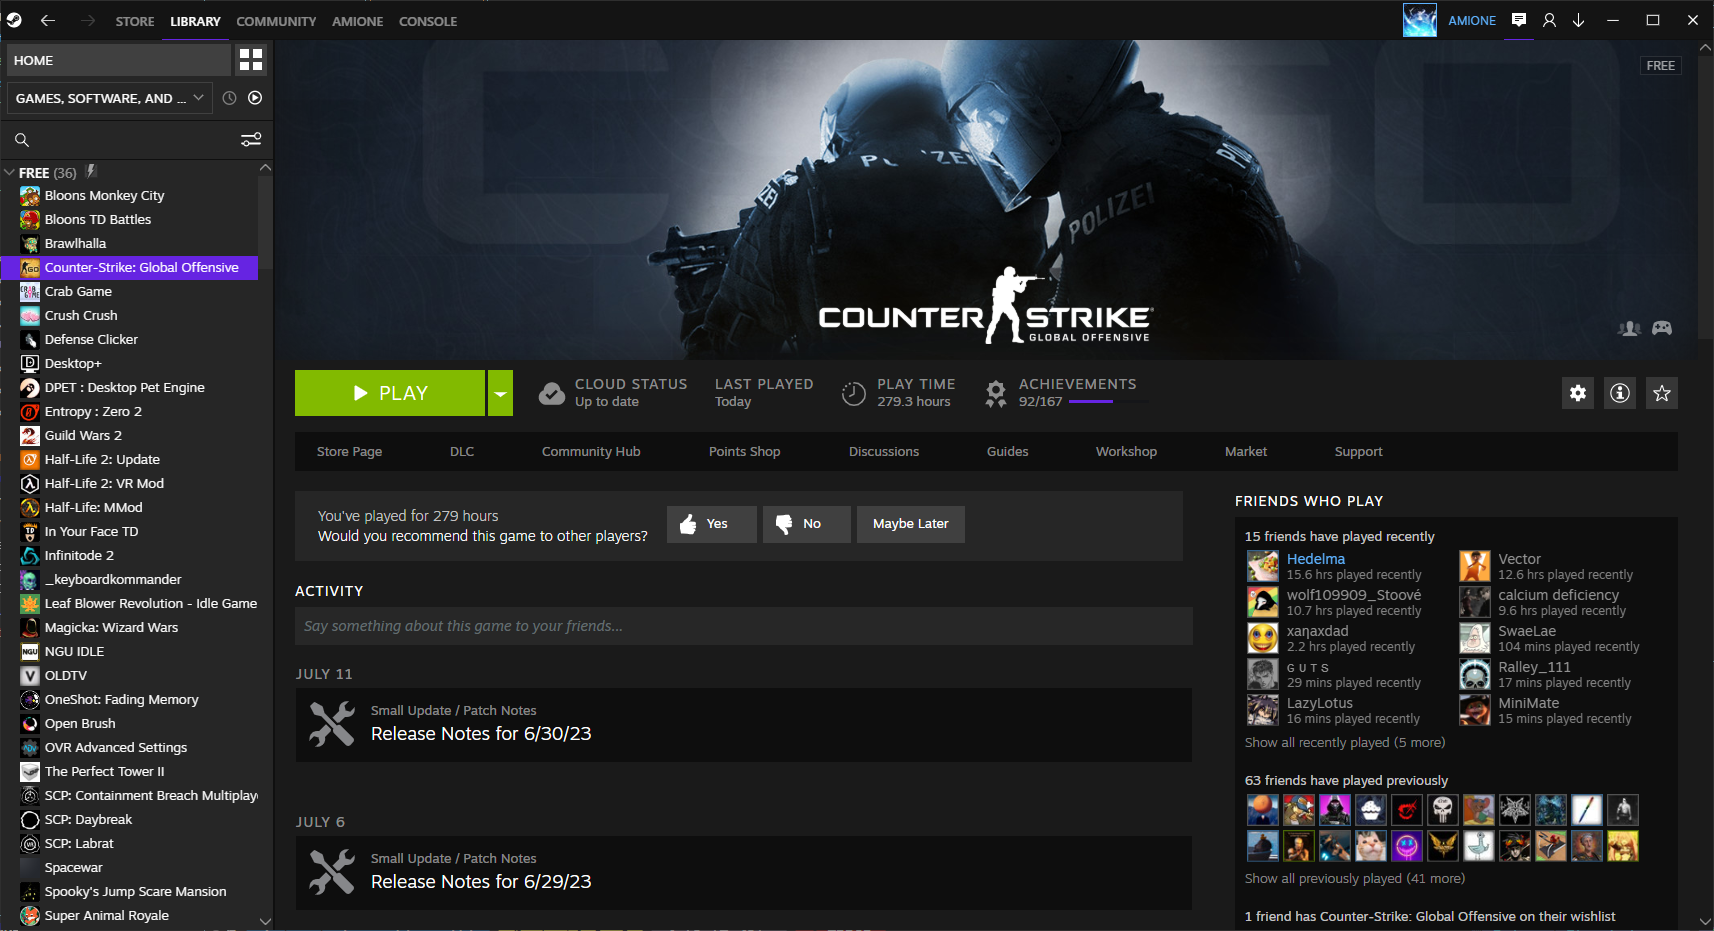 STORE LIBRARY COMMUNITY AMIONE CONSOLE
AMIONE
HOME
GAMES, SOFTWARE, AND ...
FREE (36)
Bloons Monkey City
Bloons TD Battles
Brawlhalla
Counter-Strike: Global Offensive
Crab Game
Crush Crush
Defense Clicker
Desktop+
DPET : Desktop Pet Engine
Entropy : Zero 2
Guild Wars 2
Half-Life 2: Update
Half-Life 2: VR Mod
Half-Life: MMod
In Your Face TD
Infinitode 2
_keyboardkommander
Leaf Blower Revolution - Idle Game
Magicka: Wizard Wars
NGU IDLE
OLDTV
OneShot: Fading Memory
Open Brush
OVR Advanced Settings
The Perfect Tower II
SCP: Containment Breach Multiplay
SCP: Daybreak
SCP: Labrat
Spacewar
Spooky's Jump Scare Mansion
Super Animal Royale
FREE
POLIZEI
POLIZEI
COUNTER STRIKE
GLOBAL OFFENSIVE
PLAY
CLOUD STATUS
Up to date
LAST PLAYED
Today
PLAY TIME
279.3 hours
ACHIEVEMENTS
92/167
Store Page DLC Community Hub Points Shop Discussions Guides Workshop Market Support
You've played for 279 hours
Would you recommend this game to other players?
Yes No Maybe Later
ACTIVITY
Say something about this game to your friends...
JULY 11
Small Update / Patch Notes
Release Notes for 6/30/23
JULY 6
Small Update / Patch Notes
Release Notes for 6/29/23
FRIENDS WHO PLAY
15 friends have played recently
Hedelma
15.6 hrs played recently
Vector
12.6 hrs played recently
wolf109909_Stoové
10.7 hrs played recently
calcium deficiency
9.6 hrs played recently
xaηaxdad
2.2 hrs played recently
SwaeLae
104 mins played recently
G U T S
29 mins played recently
Ralley_111
17 mins played recently
LazyLotus
16 mins played recently
MiniMate
15 mins played recently
Show all recently played (5 more)
63 friends have played previously
Show all previously played (41 more)
1 friend has Counter-Strike: Global Offensive on their wishlist